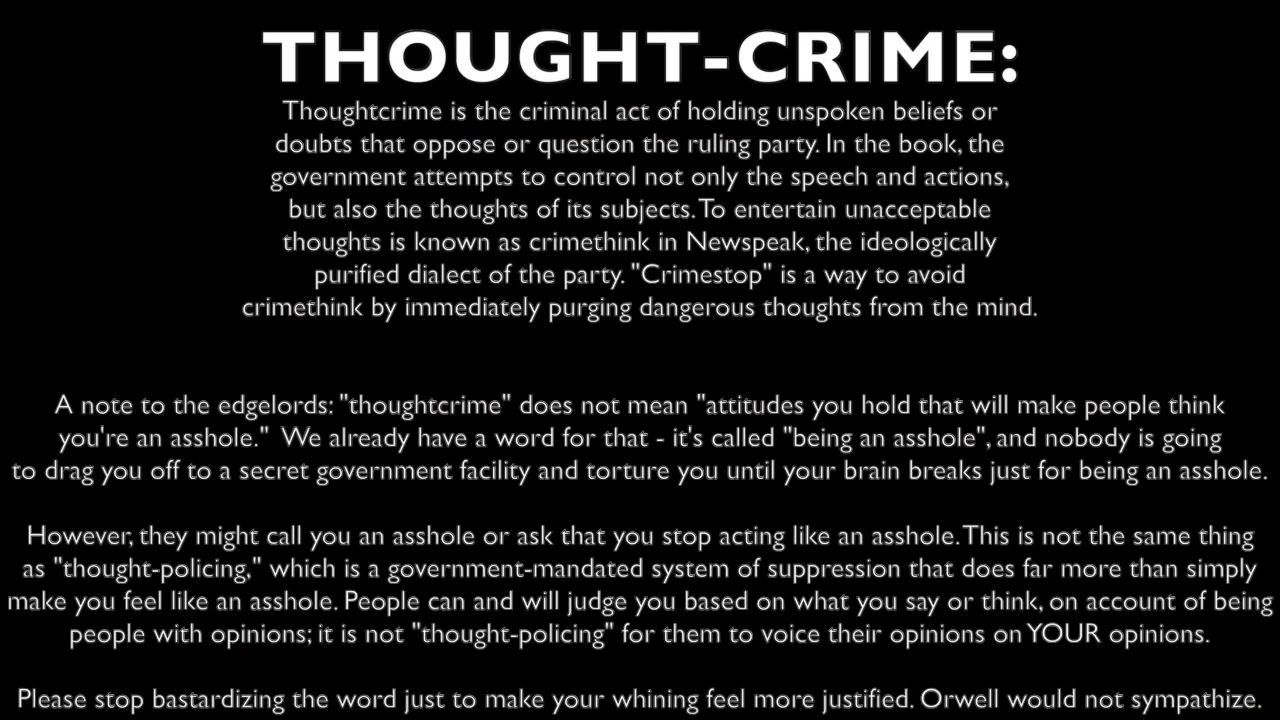 THOUGHT-CRIME:
Thoughtcrime is the criminal act of holding unspoken beliefs or
doubts that oppose or question the ruling party. In the book, the
government attempts to control not only the speech and actions,
but also the thoughts of its subjects. To entertain unacceptable
thoughts is known as crimethink in Newspeak, the ideologically
purified dialect of the party. "Crimestop" is a way to avoid
crimethink by immediately purging dangerous thoughts from the mind.
A note to the edgelords: "thoughtcrime" does not mean "attitudes you hold that will make people think
you're an asshole."  We already have a word for that - it's called "being an asshole", and nobody is going
to drag you off to a secret government facility and torture you until your brain breaks just for being an asshole.
However, they might call you an asshole or ask that you stop acting like an asshole. This is not the same thing
as "thought-policing," which is a government-mandated system of suppression that does far more than simply
make you feel like an asshole. People can and will judge you based on what you say or think, on account of being
people with opinions; it is not "thought-policing" for them to voice their opinions on YOUR opinions.
Please stop bastardizing the word just to make your whining feel more justified. Orwell would not sympathize.